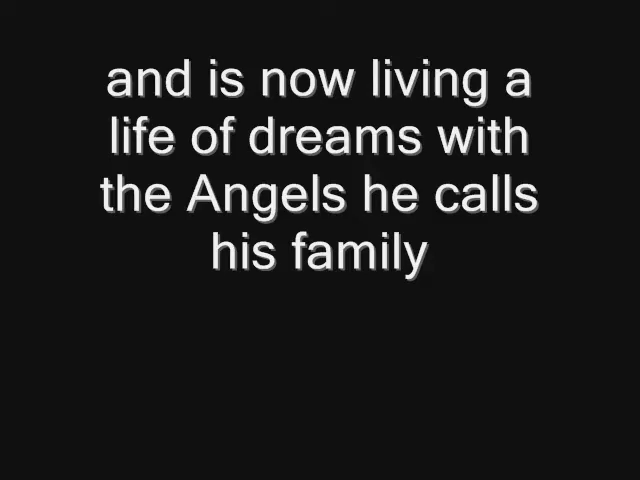 and is now living a
life of dreams with
the Angels he calls
his family